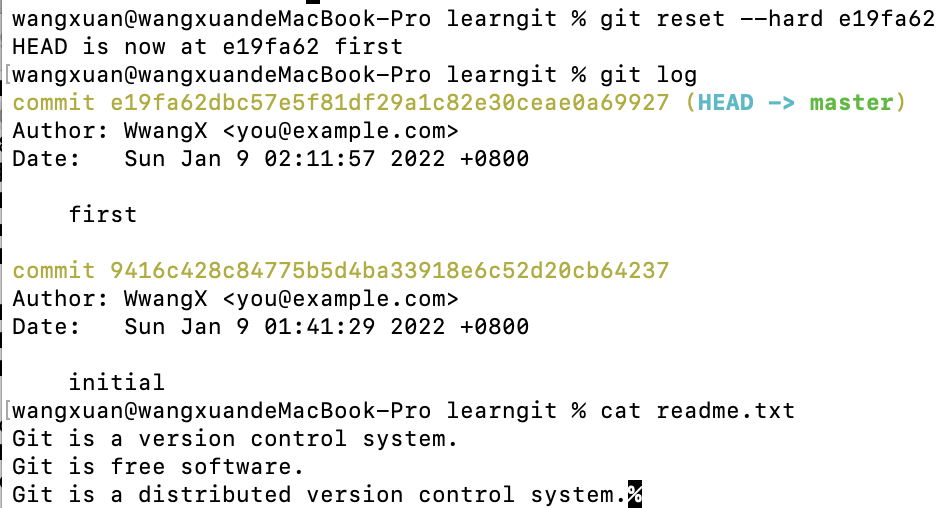 wangxuan@wangxuandeMacBook-Pro learngit % git reset --hard e19fa62
HEAD is now at e19fa62 first
[wangxuan@wangxuandeMacBook-Pro learngit % git log
commit e19fa62dbc57e5f81df29a1c82e30ceae0a69927 (HEAD -> master)
Author: WwangX <you@example.com>
Date:   Sun Jan 9 02:11:57 2022 +0800
    first
commit 9416c428c84775b5d4ba33918e6c52d20cb64237
Author: WwangX <you@example.com>
Date:   Sun Jan 9 01:41:29 2022 +0800
    initial
[wangxuan@wangxuandeMacBook-Pro learngit % cat readme.txt
Git is a version control system.
Git is free software.
Git is a distributed version control system.%